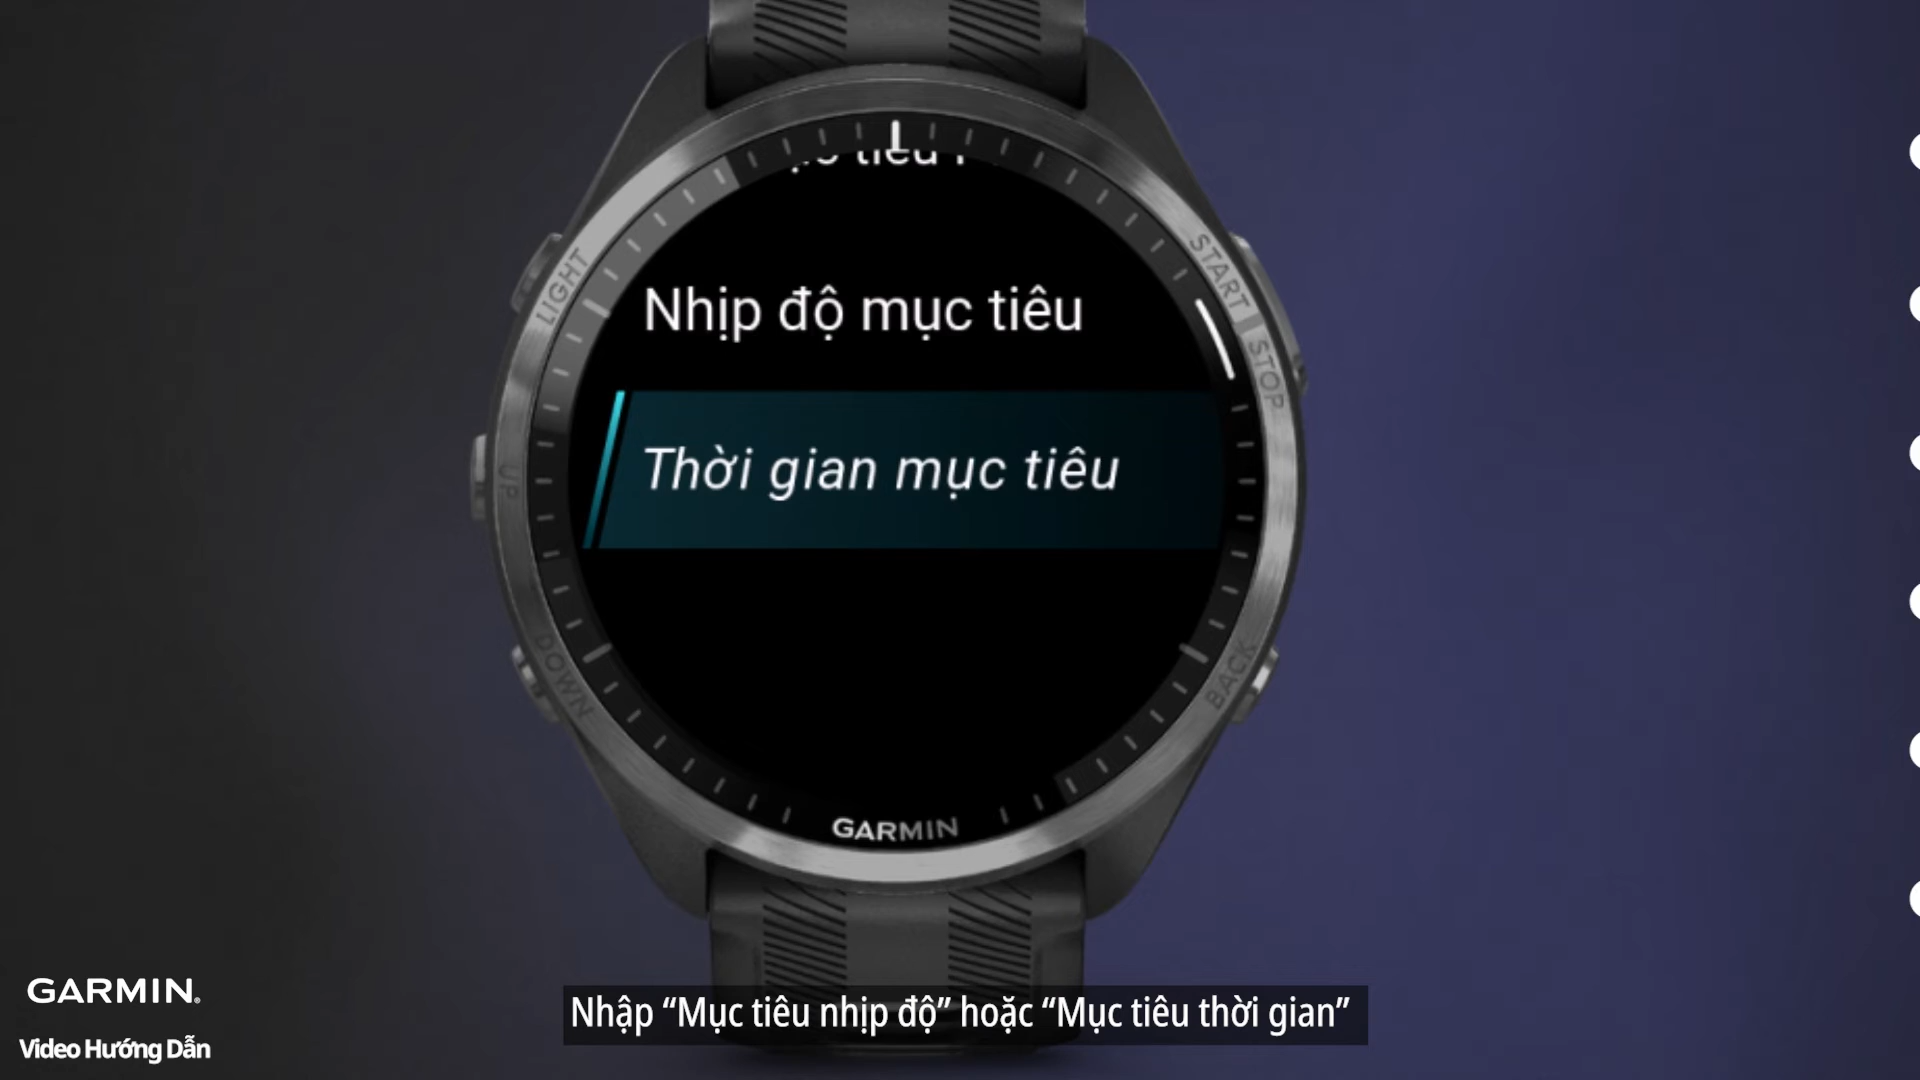 LIGHT
START
STOP
UP
DOWN
BACK
Nhịp độ mục tiêu
Thời gian mục tiêu
GARMIN
Nhập “Mục tiêu nhịp độ” hoặc “Mục tiêu thời gian”
GARMIN®
Video Hướng Dẫn